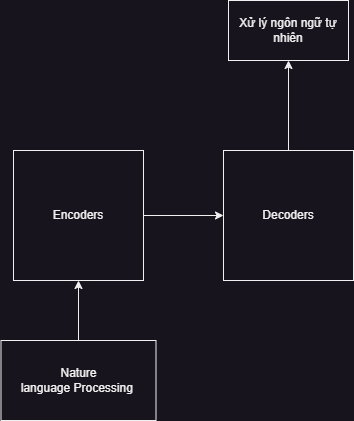 Xử lý ngôn ngữ tự
nhiên
Encoders
Decoders
Nature
language Processing